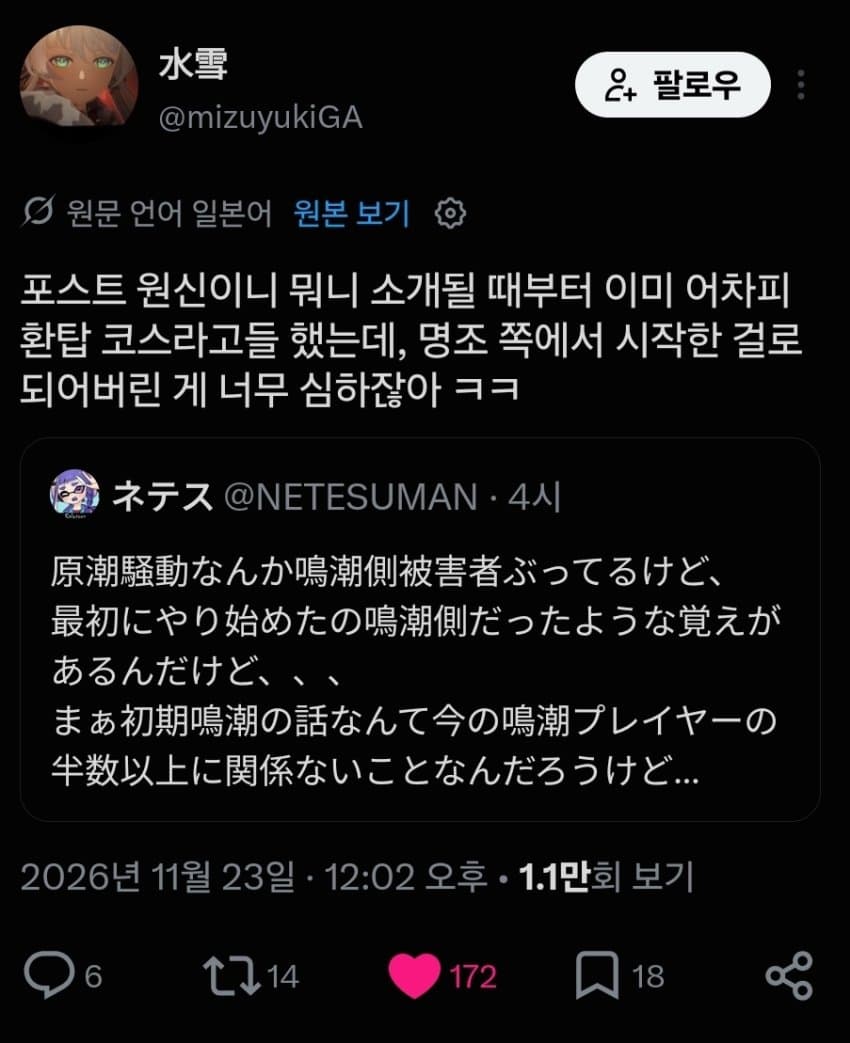 水雪
팔로우
@mizuyukiGA
원문 언어 일본어 원본 보기
포스트 원신이니 뭐니 소개될 때부터 이미 어차피
환탑 코스라고들 했는데, 명조 쪽에서 시작한 걸로
되어버린 게 너무 심하잖아 ㅋㅋ
ネテス @NETESUMAN · 4시
原潮騒動なんか鳴潮側被害者ぶってるけど、
最初にやり始めたの鳴潮側だったような覚えが
あるんだけど、、、
まぁ初期鳴潮の話なんて今の鳴潮プレイヤーの
半数以上に関係ないことなんだろうけど...
2026년 11월 23일 · 12:02 오후 • 1.1만회 보기
6 14 172 18